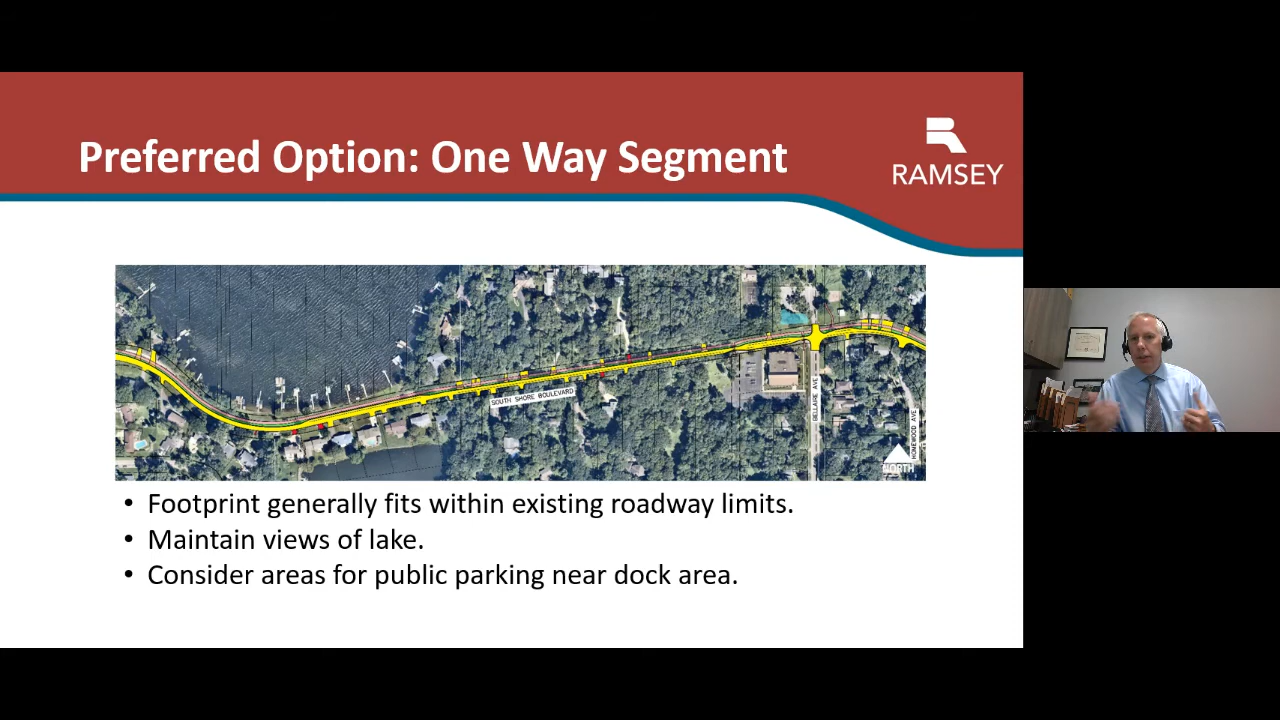 Preferred Option: One Way Segment
RAMSEY
SOUTH SHORE BOULEVARD
BELLAIRE AVE
HOMEWOOD AVE
NORTH
• Footprint generally fits within existing roadway limits.
• Maintain views of lake.
• Consider areas for public parking near dock area.